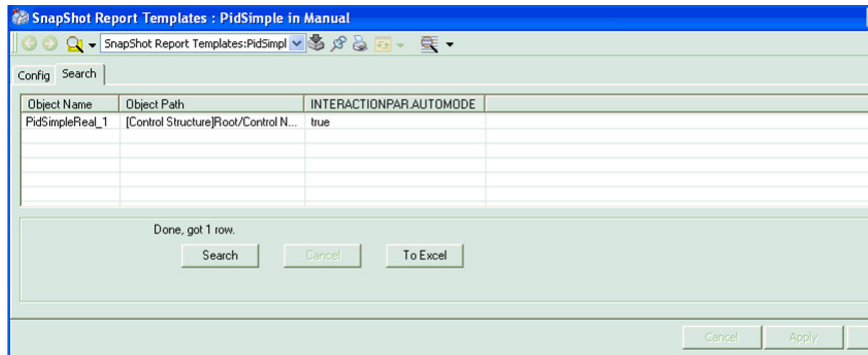 SnapShot Report Templates : PidSimple in Manual
SnapShot Report Templates:PidSimpl
Config Search
Object Name Object Path INTERACTIONPAR.AUTOMODE
PidSimpleReal_1 [Control Structure]Root/Control N... true
Done, got 1 row.
Search Cancel To Excel
Cancel Apply